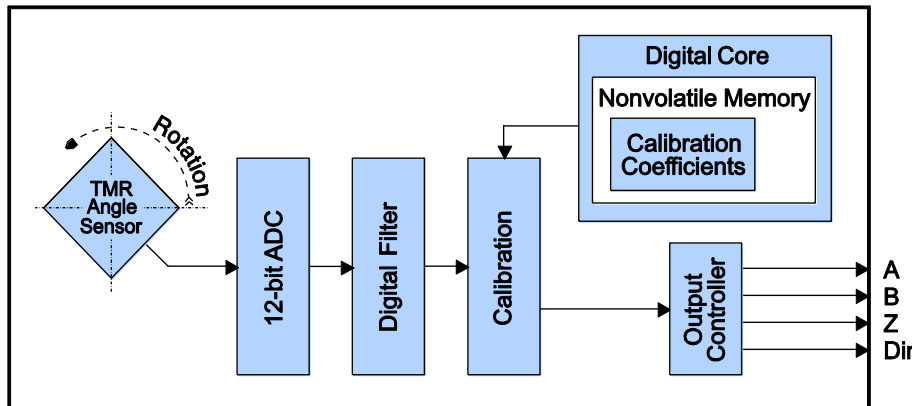 Digital Core
Nonvolatile Memory
Calibration
Coefficients
Rotation
TMR
Angle
Sensor
12-bit ADC
Digital Filter
Calibration
Output
Controller
A
B
Z
Dir